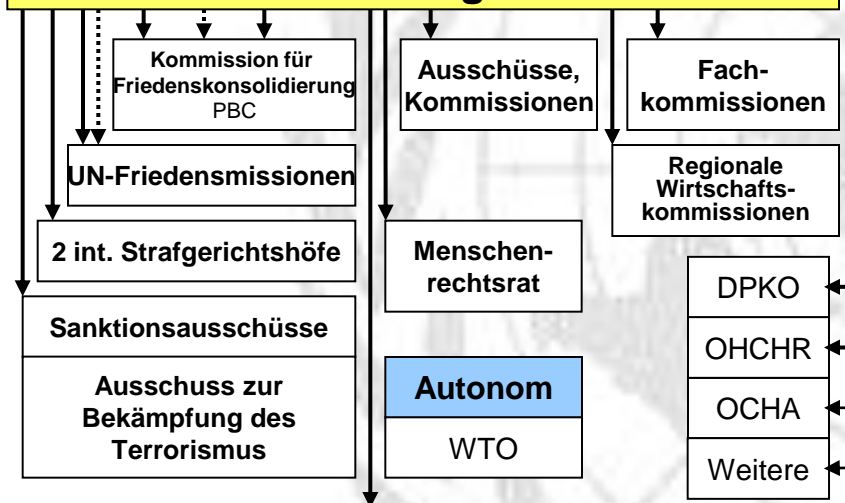 Kommission für
Friedenskonsolidierung
PBC
Ausschüsse,
Kommissionen
Fach-
kommissionen
UN-Friedensmissionen
Regionale
Wirtschafts-
kommissionen
2 int. Strafgerichtshöfe
Menschen-
rechtsrat
DPKO
OHCHR
OCHA
Weitere
Sanktionsausschüsse
Ausschuss zur
Bekämpfung des
Terrorismus
Autonom
WTO